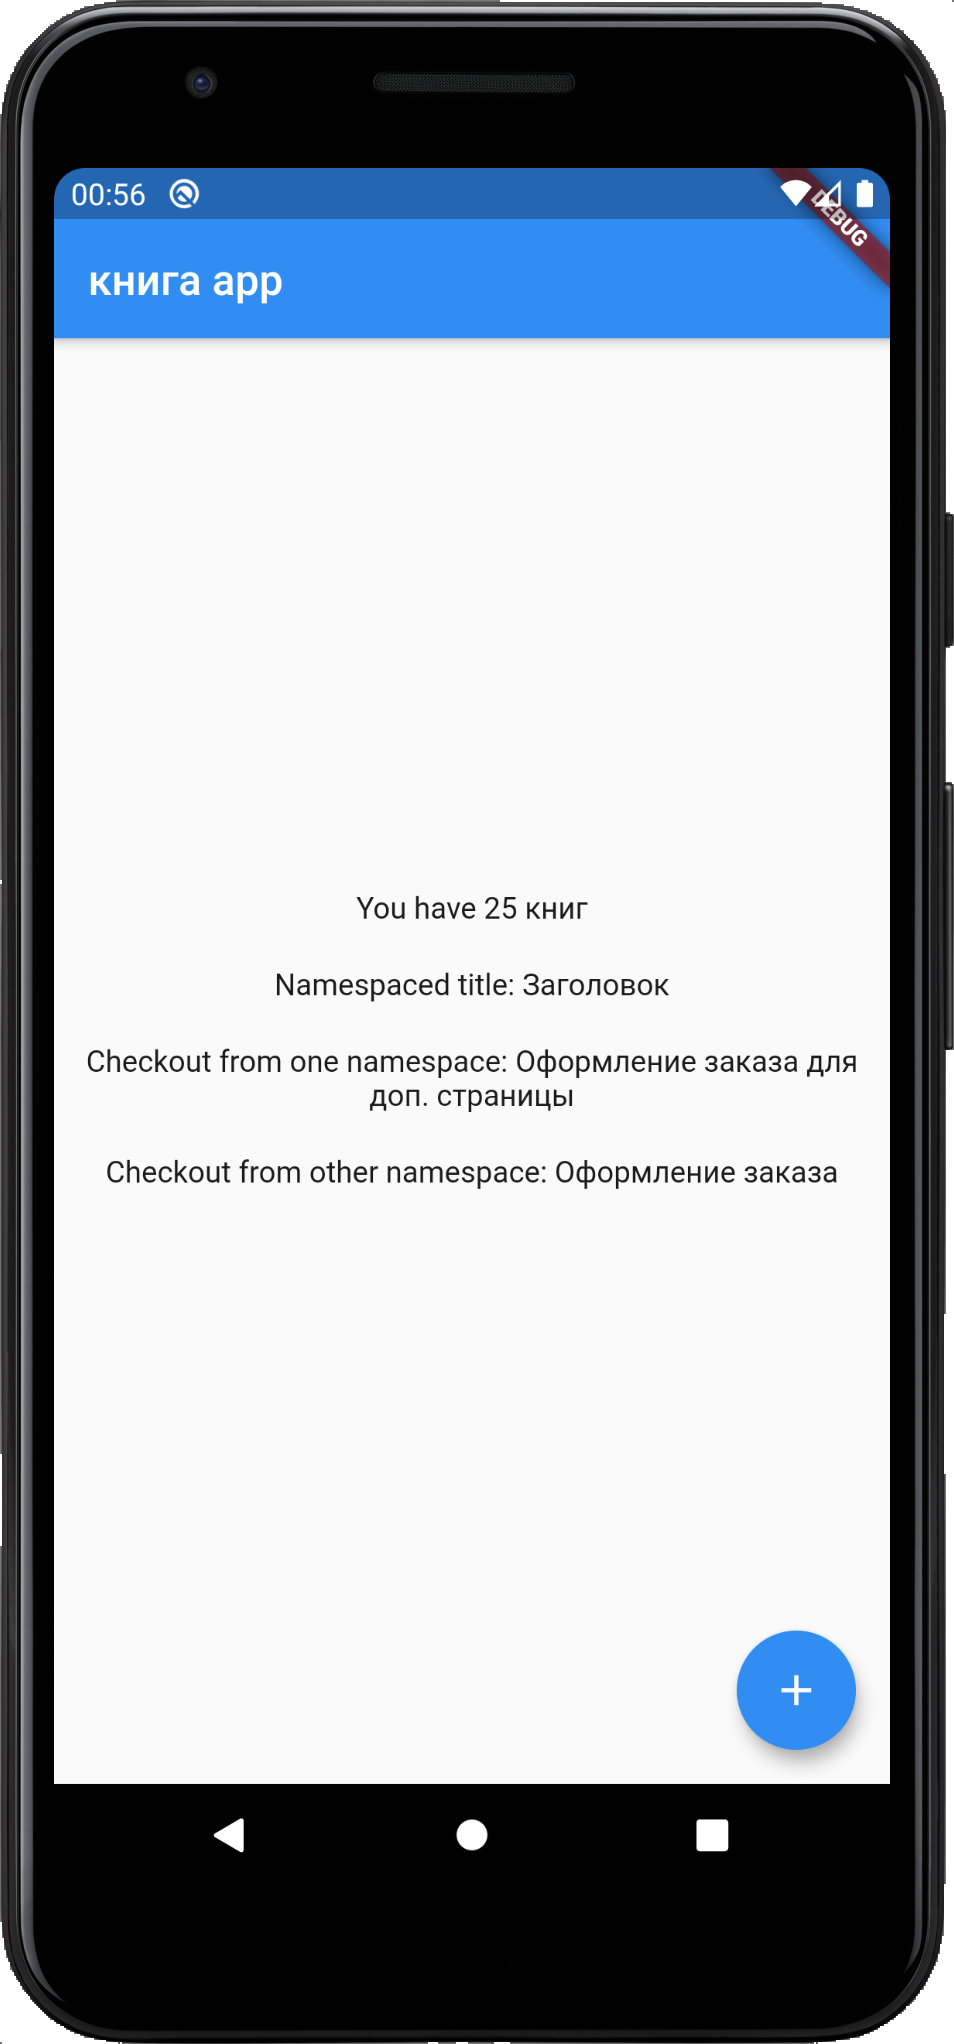 00:56
DEBUG
книга app
You have 25 книг
Namespaced title: Заголовок
Checkout from one namespace: Оформление заказа для
доп. страницы
Checkout from other namespace: Оформление заказа